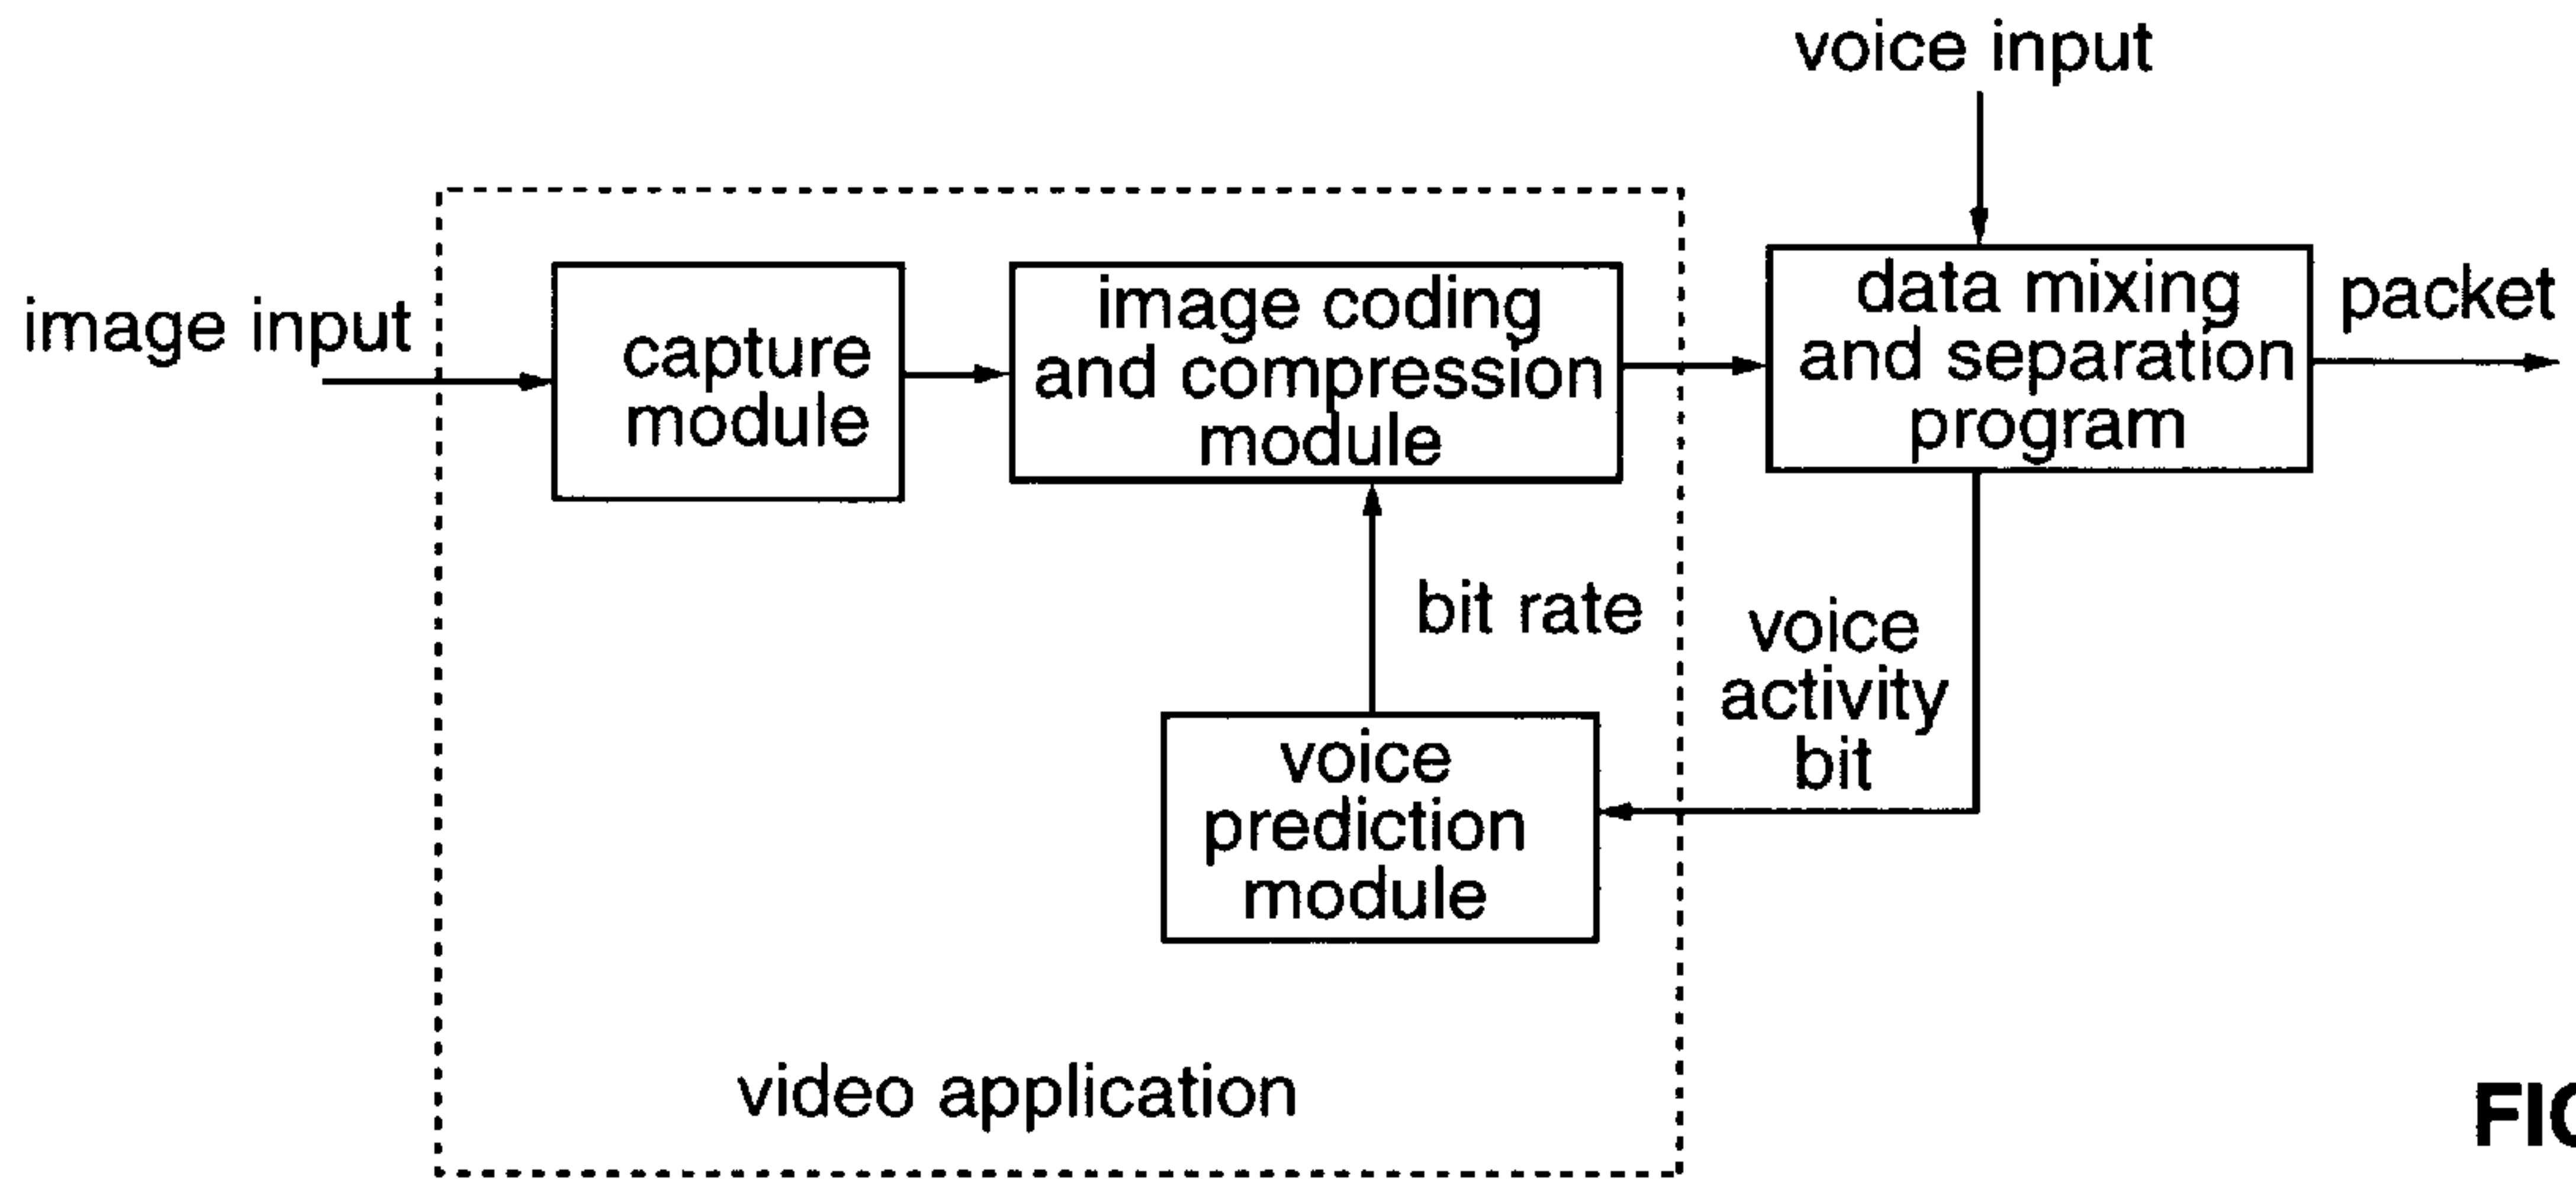 voice input
image input
capture
module
image coding
and compression
module
data mixing
and separation
program
packet
bit rate
voice
activity
bit
voice
prediction
module
video application